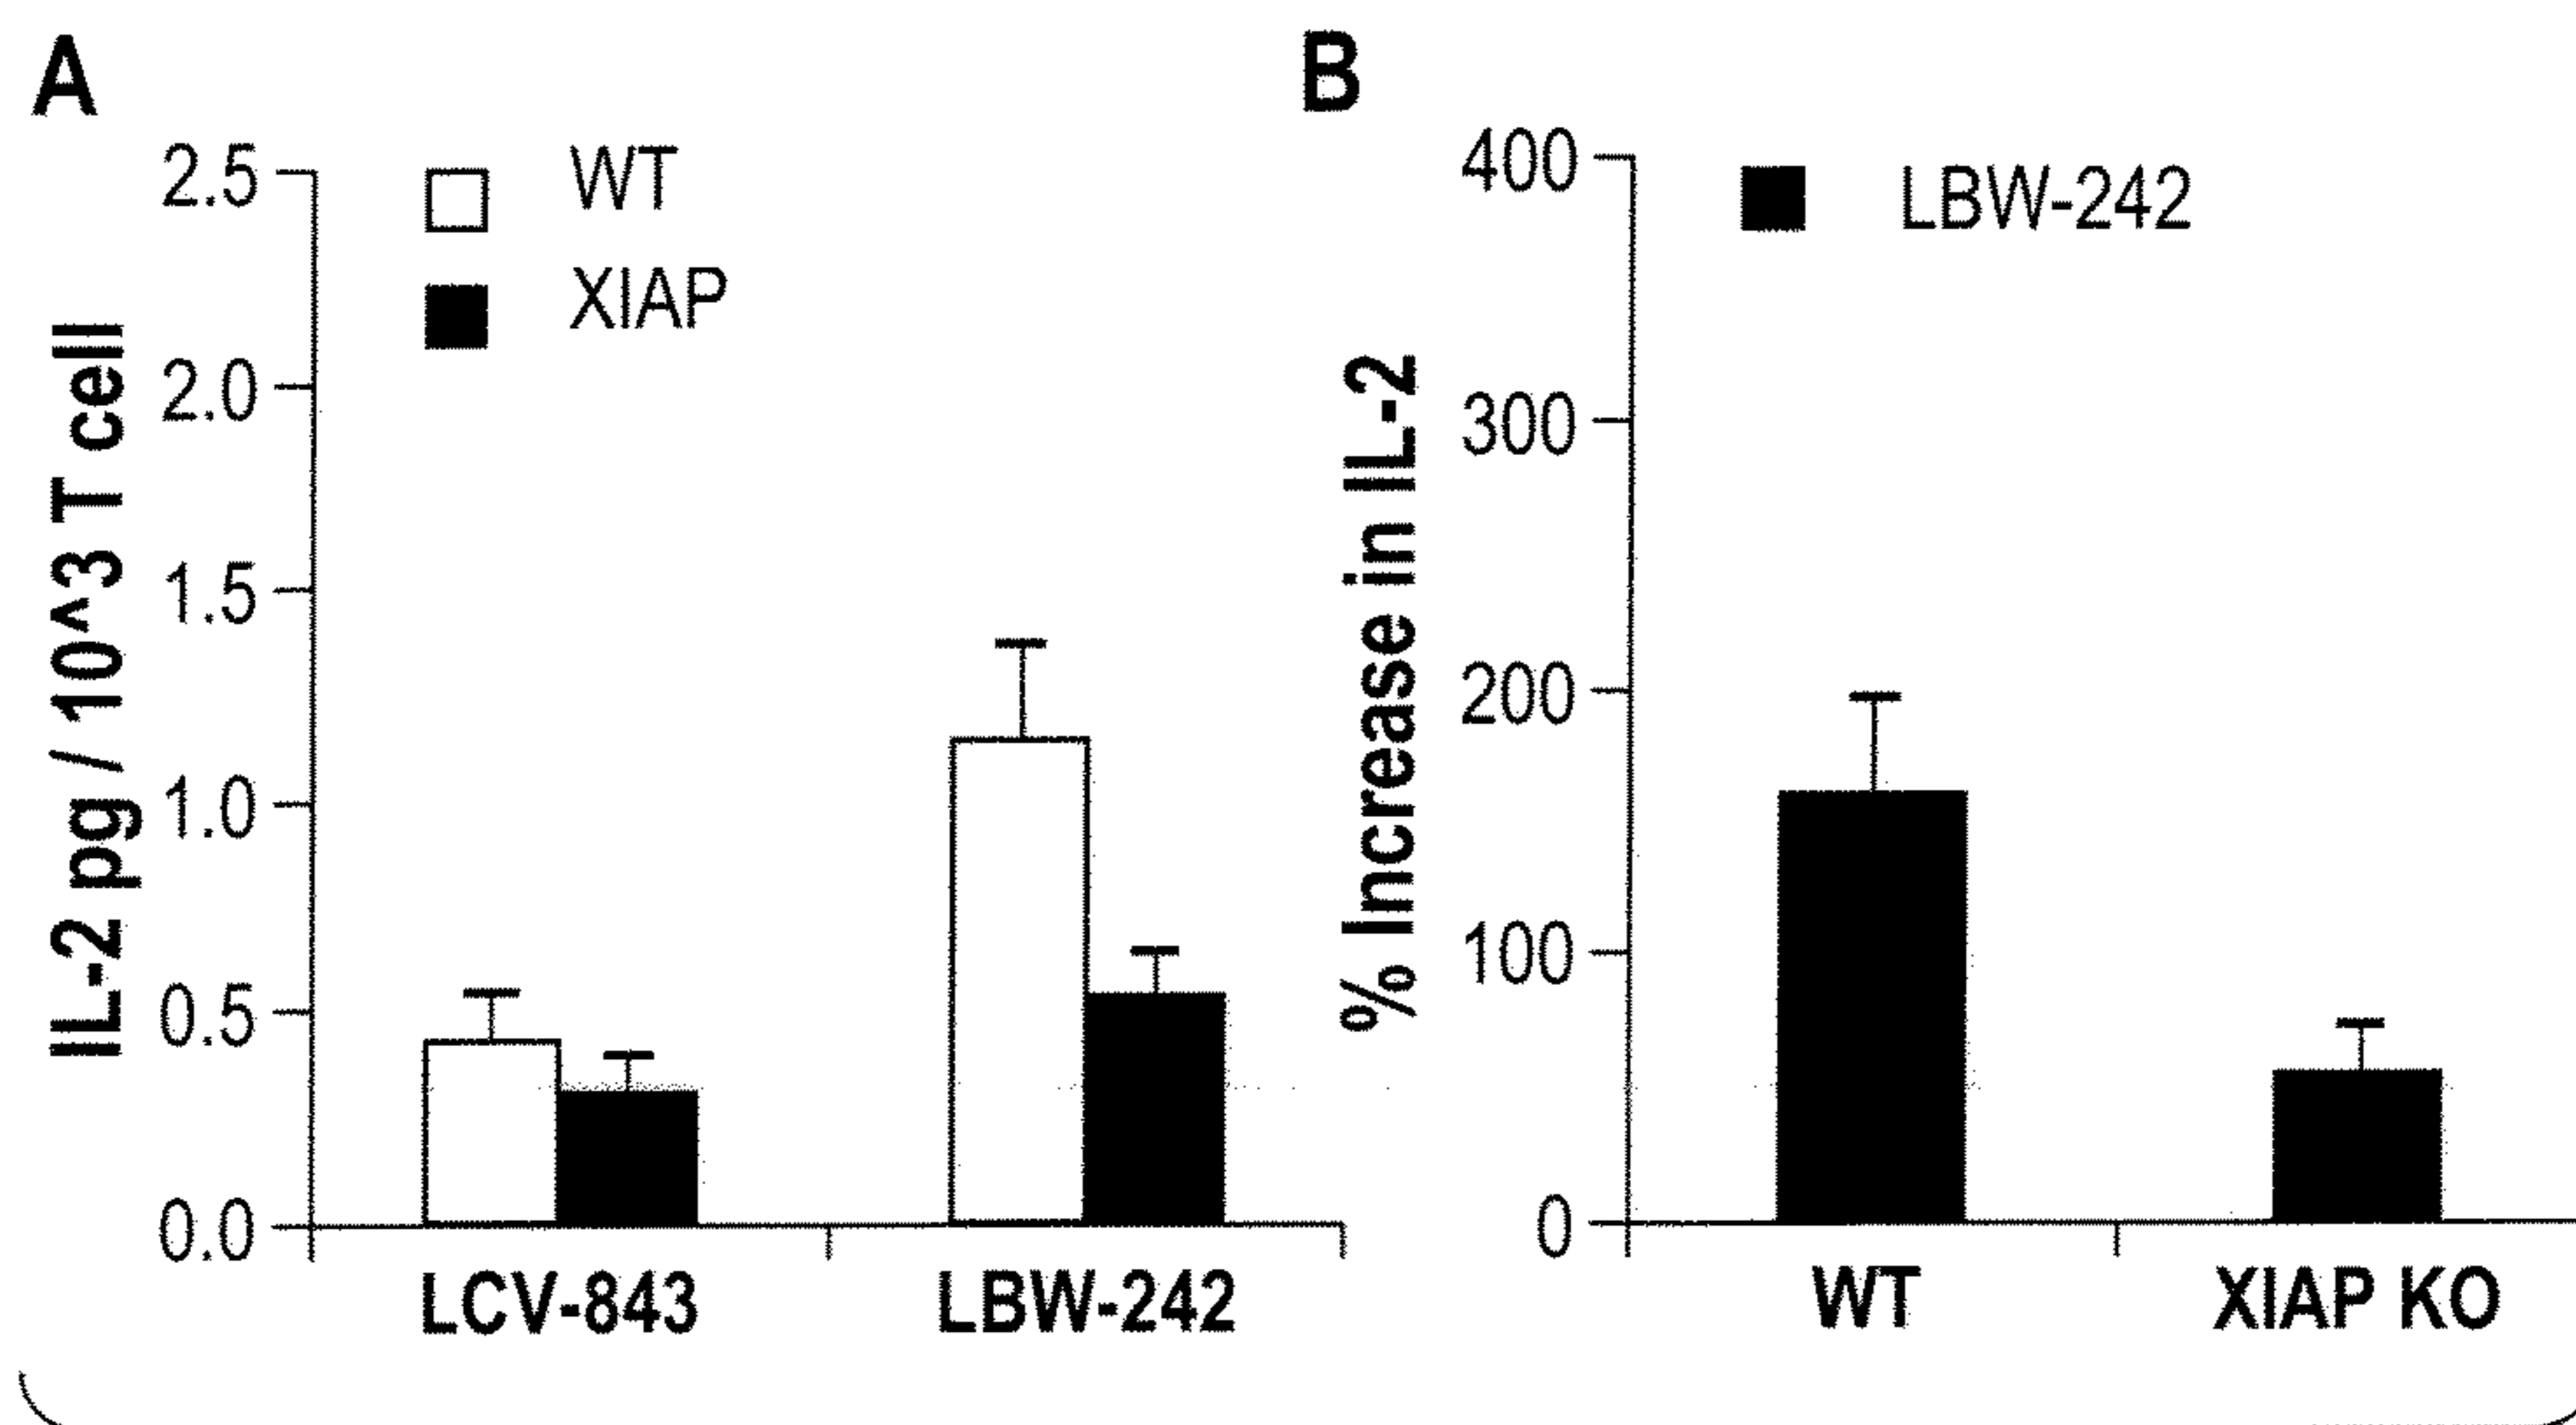 A
IL-2 pg / 10^3 T cell
2.5
2.0
1.5
1.0
0.5
0.0
WT
XIAP
LCV-843
LBW-242
B
% Increase in IL-2
400
300
200
100
0
LBW-242
WT
XIAP KO